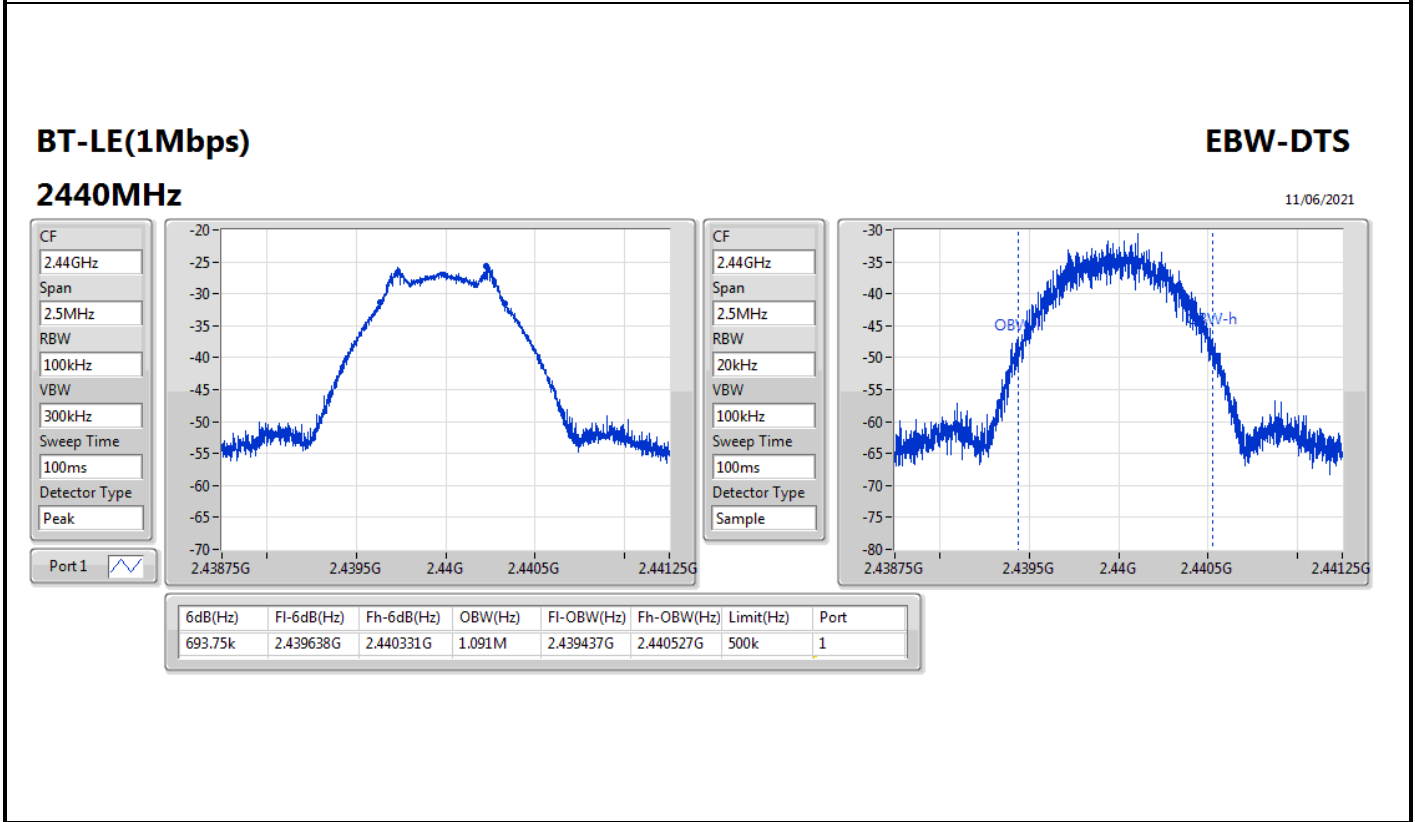 BT-LE(1Mbps)
EBW-DTS
2440MHz
11/06/2021
CF
2.44GHz
Span
2.5MHz
RBW
100kHz
VBW
300kHz
Sweep Time
100ms
Detector Type
Peak
Port 1
-20
-25
-30
-35
-40
-45
-50
-55
-60
-65
-70
2.43875G 2.4395G 2.44G 2.4405G 2.44125G
CF
2.44GHz
Span
2.5MHz
RBW
20kHz
VBW
100kHz
Sweep Time
100ms
Detector Type
Sample
-30
-35
-40
-45
-50
-55
-60
-65
-70
-75
-80
2.43875G 2.4395G 2.44G 2.4405G 2.44125G
6dB(Hz) Fl-6dB(Hz) Fh-6dB(Hz) OBW(Hz) Fl-OBW(Hz) Fh-OBW(Hz) Limit(Hz) Port
693.75k 2.439638G 2.440331G 1.091M 2.439437G 2.440527G 500k 1